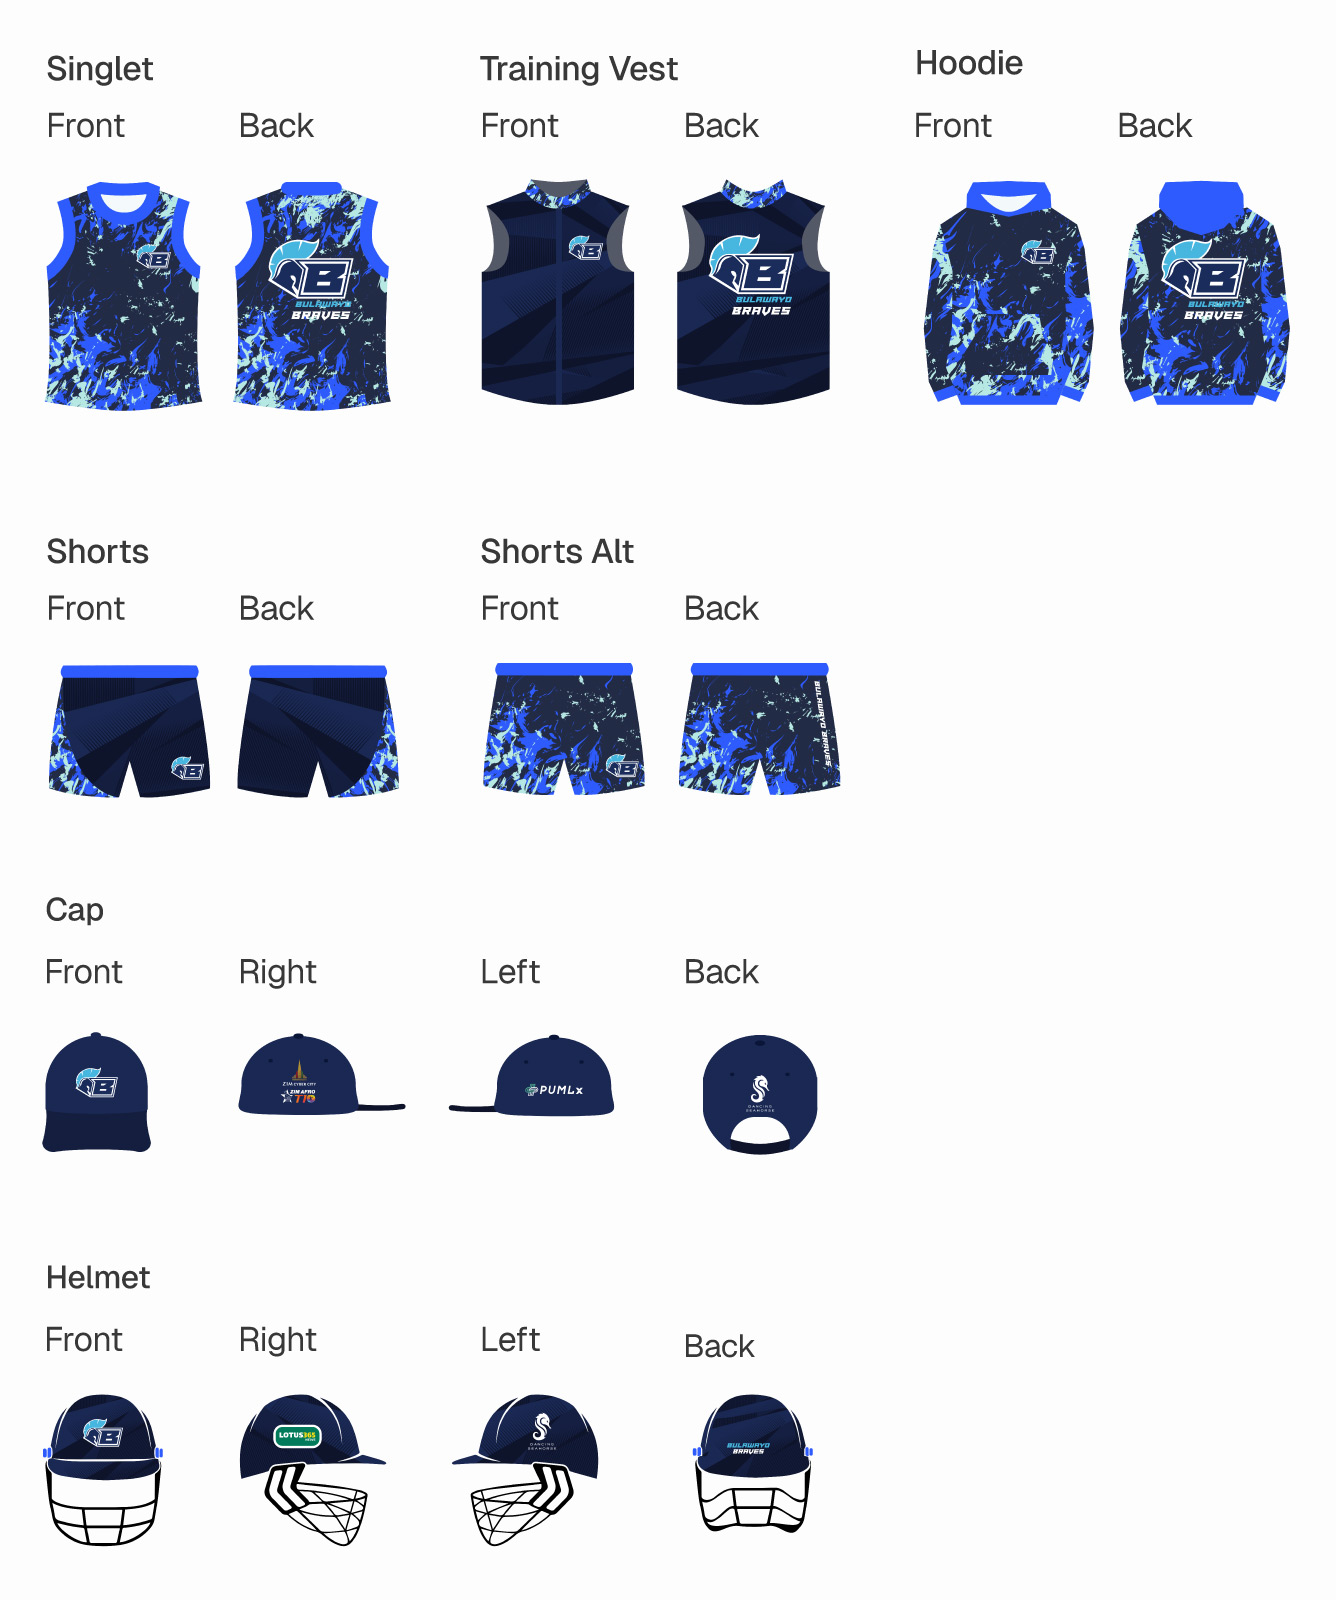 Singlet
Training Vest
Hoodie
Front
Back
Front
Back
Front
Back
B
B
BULAWAYO
BRAVES
B
B
BULAWAYO
BRAVES
B
B
BULAWAYO
BRAVES
Shorts
Shorts Alt
Front
Back
Front
Back
B
B
BULAWAYO BRAVES
Cap
Front
Right
Left
Back
B
ZIM CYBER CITY
ZIM AFRO
T10
PUMLx
DANCING
SEAHORSE
Helmet
Front
Right
Left
Back
B
LOTUS365
NEWS
DANCING
SEAHORSE
BULAWAYO
BRAVES